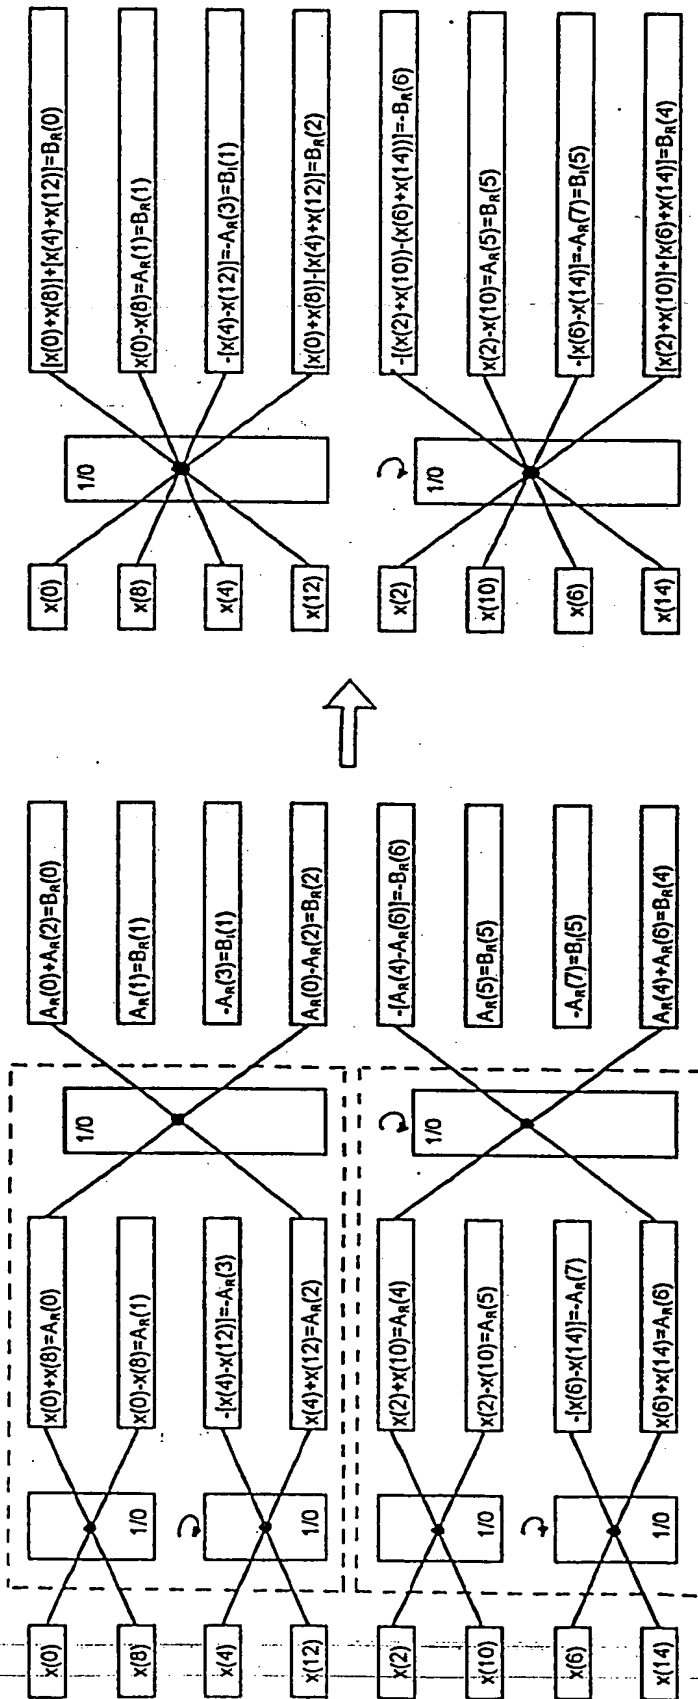 x(0)
x(8)
x(4)
x(12)
x(2)
x(10)
x(6)
x(14)
1/0
1/0
1/0
1/0
x(0)+x(8)=A_R(0)
x(0)-x(8)=A_R(1)
-[x(4)-x(12)]=-A_R(3)
x(4)+x(12)=A_R(2)
x(2)+x(10)=A_R(4)
x(2)-x(10)=A_R(5)
-[x(6)-x(14)]=-A_R(7)
x(6)+x(14)=A_R(6)
1/0
1/0
A_R(0)+A_R(2)=B_R(0)
A_R(1)=B_R(1)
-A_R(3)=B_I(1)
A_R(0)-A_R(2)=B_R(2)
-[A_R(4)-A_R(6)]=-B_R(6)
A_R(5)=B_R(5)
-A_R(7)=B_I(5)
A_R(4)+A_R(6)=B_R(4)
x(0)
x(8)
x(4)
x(12)
x(2)
x(10)
x(6)
x(14)
1/0
1/0
[x(0)+x(8)]+[x(4)+x(12)]=B_R(0)
x(0)-x(8)=A_R(1)=B_R(1)
-[x(4)-x(12)]=-A_R(3)=B_I(1)
[x(0)+x(8)]-[x(4)+x(12)]=B_R(2)
-[(x(2)+x(10))-(x(6)+x(14))]=-B_R(6)
x(2)-x(10)=A_R(5)=B_R(5)
-[x(6)-x(14)]=-A_R(7)=B_I(5)
[x(2)+x(10)]+[x(6)+x(14)]=B_R(4)